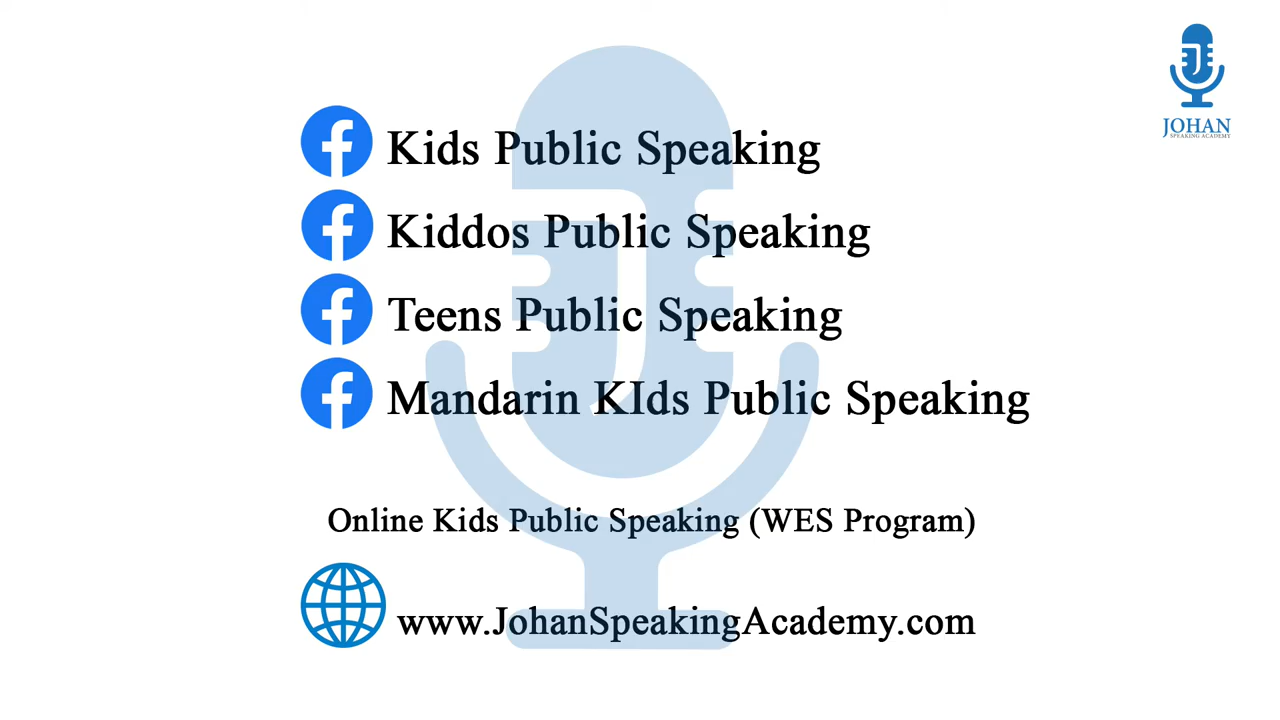 JOHAN
SPEAKING ACADEMY
Kids Public Speaking
Kiddos Public Speaking
Teens Public Speaking
Mandarin KIds Public Speaking
Online Kids Public Speaking (WES Program)
www.JohanSpeakingAcademy.com